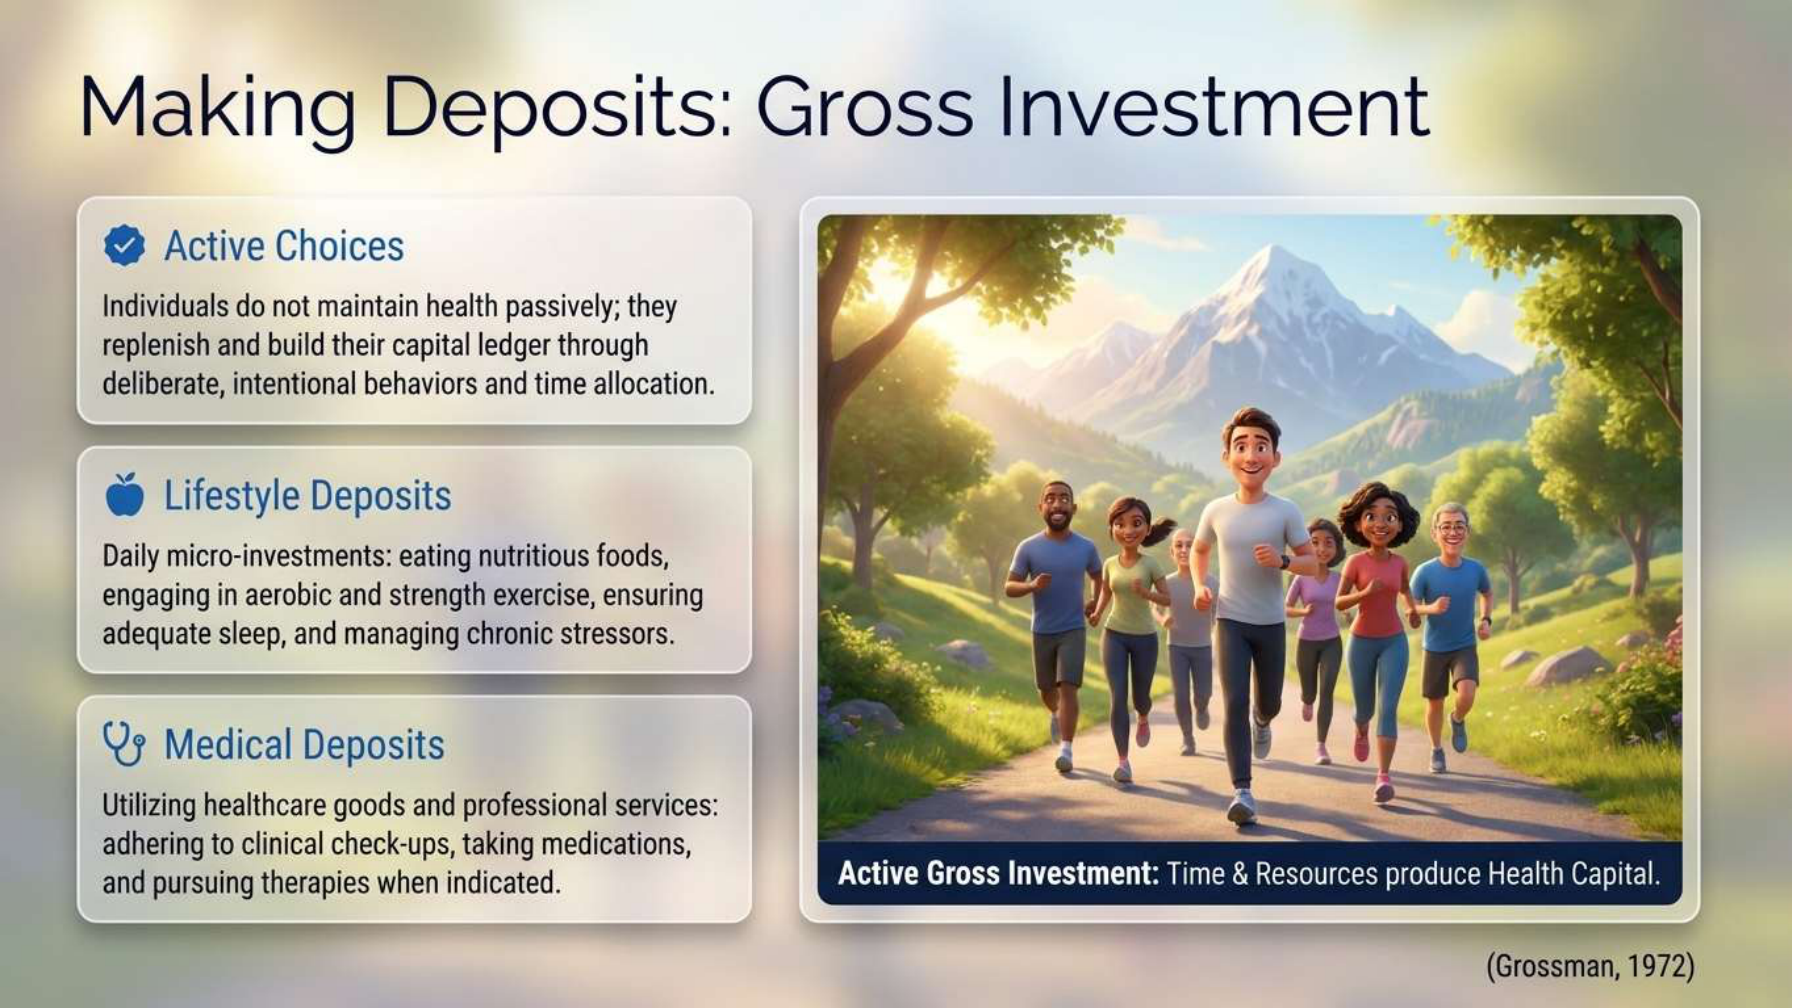 Making Deposits: Gross Investment
Active Choices
Individuals do not maintain health passively; they
replenish and build their capital ledger through
deliberate, intentional behaviors and time allocation.
Lifestyle Deposits
Daily micro-investments: eating nutritious foods,
engaging in aerobic and strength exercise, ensuring
adequate sleep, and managing chronic stressors.
Medical Deposits
Utilizing healthcare goods and professional services:
adhering to clinical check-ups, taking medications,
and pursuing therapies when indicated.
Active Gross Investment: Time & Resources produce Health Capital.
(Grossman, 1972)